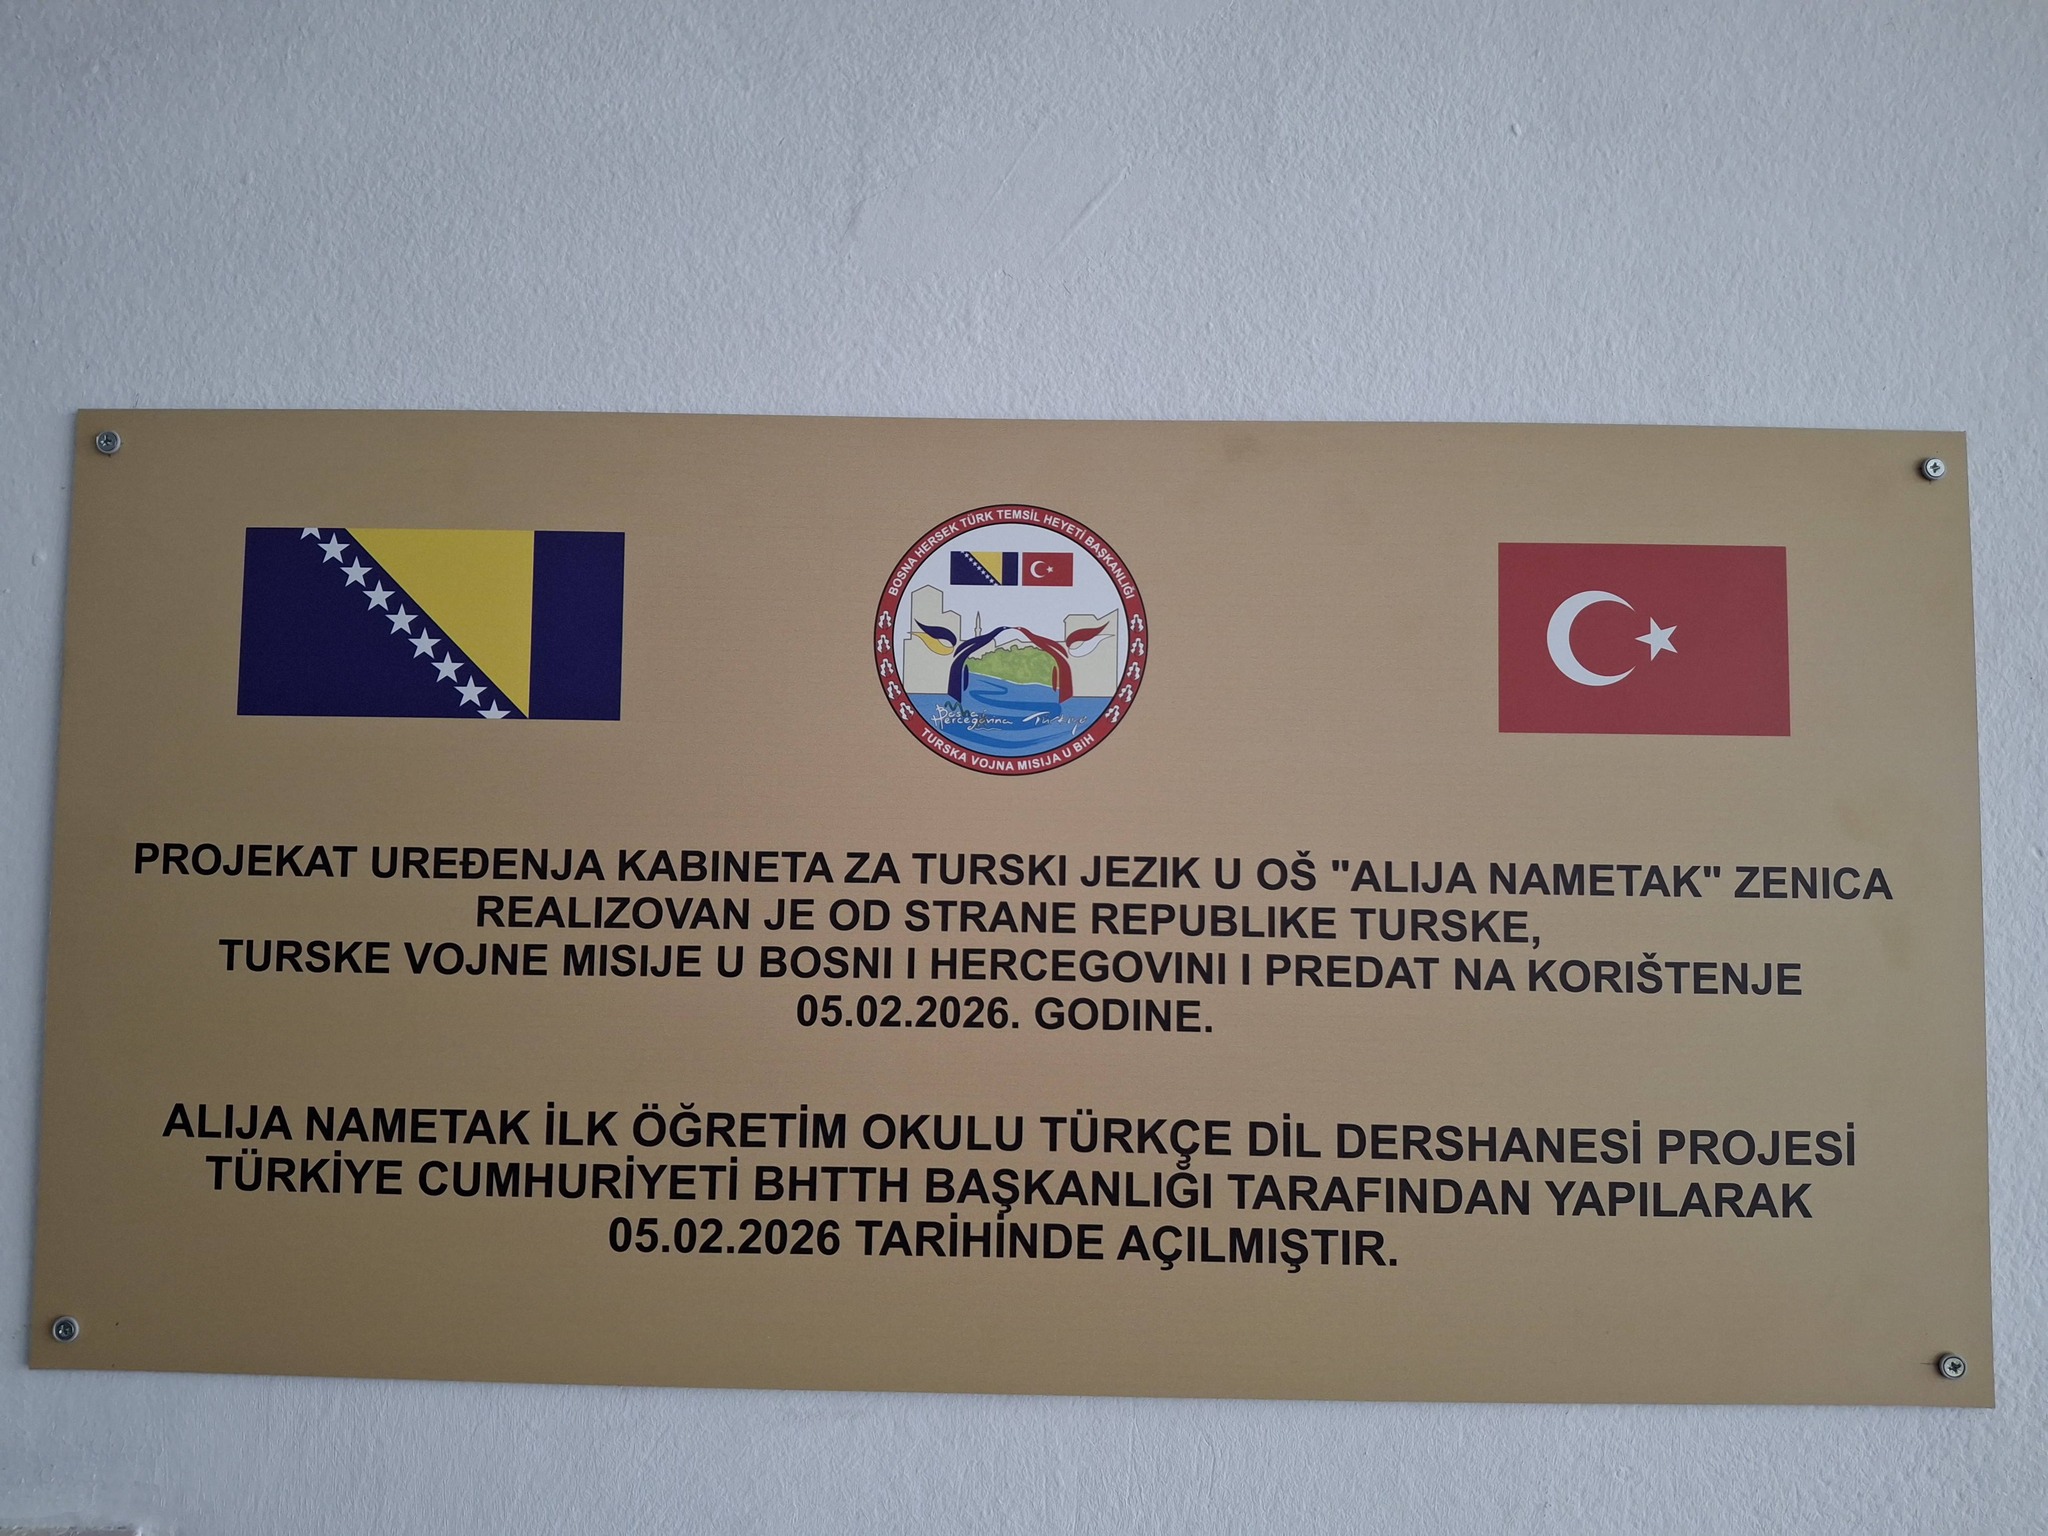 BOSNA HERSEK TÜRK TEMSİL HEYETİ BAŞKANLIĞI
Bosna i
Hercegovina Türkiye
TURSKA VOJNA MISIJA U BiH
PROJEKAT UREĐENJA KABINETA ZA TURSKI JEZIK U OŠ "ALIJA NAMETAK" ZENICA
REALIZOVAN JE OD STRANE REPUBLIKE TURSKE,
TURSKE VOJNE MISIJE U BOSNI I HERCEGOVINI I PREDAT NA KORIŠTENJE
05.02.2026. GODINE.
ALIJA NAMETAK İLK ÖĞRETİM OKULU TÜRKÇE DİL DERSHANESİ PROJESİ
TÜRKİYE CUMHURİYETİ BHTTH BAŞKANLIĞI TARAFINDAN YAPILARAK
05.02.2026 TARİHİNDE AÇILMIŞTIR.